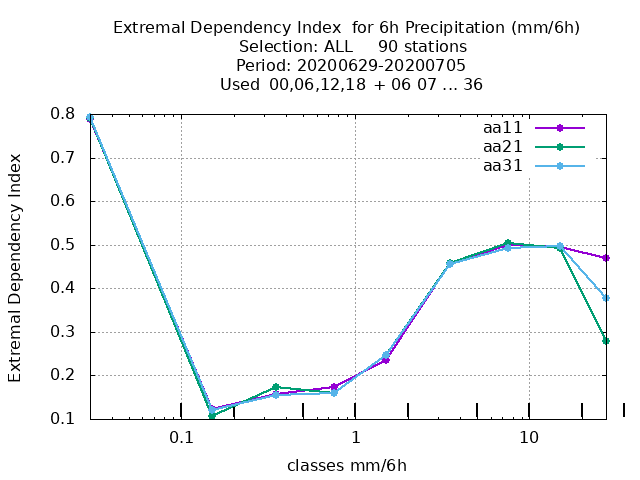 Extremal Dependency Index  for 6h Precipitation (mm/6h)
Selection: ALL     90 stations
Period: 20200629-20200705
Used  00,06,12,18  + 06 07 ... 36
aa11
aa21
aa31
0.8
0.7
0.6
0.5
0.4
0.3
0.2
0.1
Extremal Dependency Index
0.1 1 10
classes mm/6h